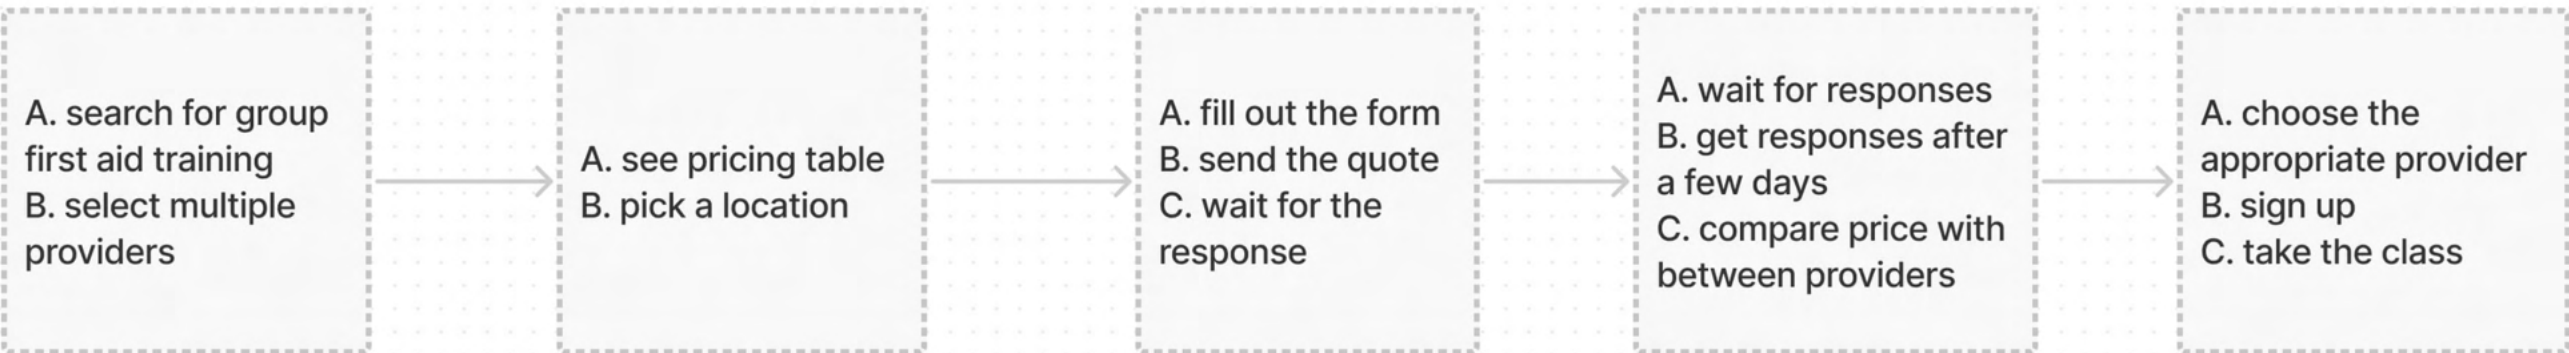 A. search for group
first aid training
B. select multiple
providers
A. see pricing table
B. pick a location
A. fill out the form
B. send the quote
C. wait for the
response
A. wait for responses
B. get responses after
a few days
C. compare price with
between providers
A. choose the
appropriate provider
B. sign up
C. take the class